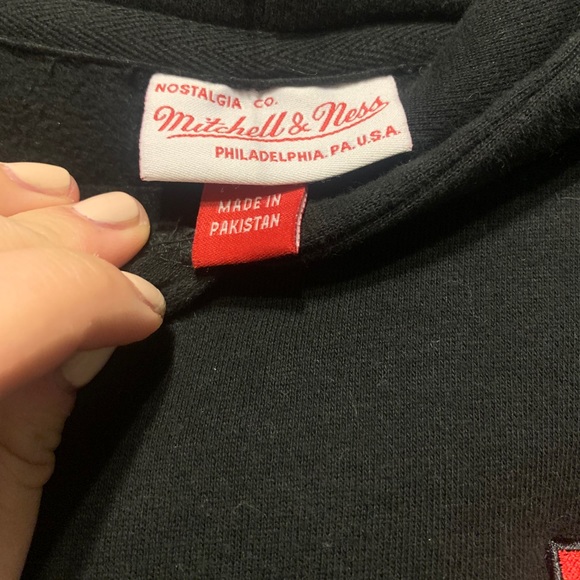 NOSTALGIA CO.
Mitchell & Ness
PHILADELPHIA. PA. U.S.A.
MADE IN
PAKISTAN